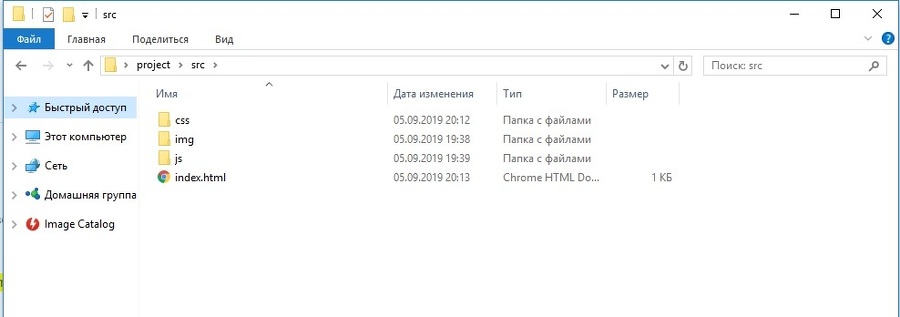 src
Файл Главная Поделиться Вид
project src Поиск: src
Имя Дата изменения Тип Размер
Быстрый доступ
Этот компьютер
Сеть
Домашняя группа
Image Catalog
css 05.09.2019 20:12 Папка с файлами
img 05.09.2019 19:38 Папка с файлами
js 05.09.2019 19:39 Папка с файлами
index.html 05.09.2019 20:13 Chrome HTML Do... 1 КБ